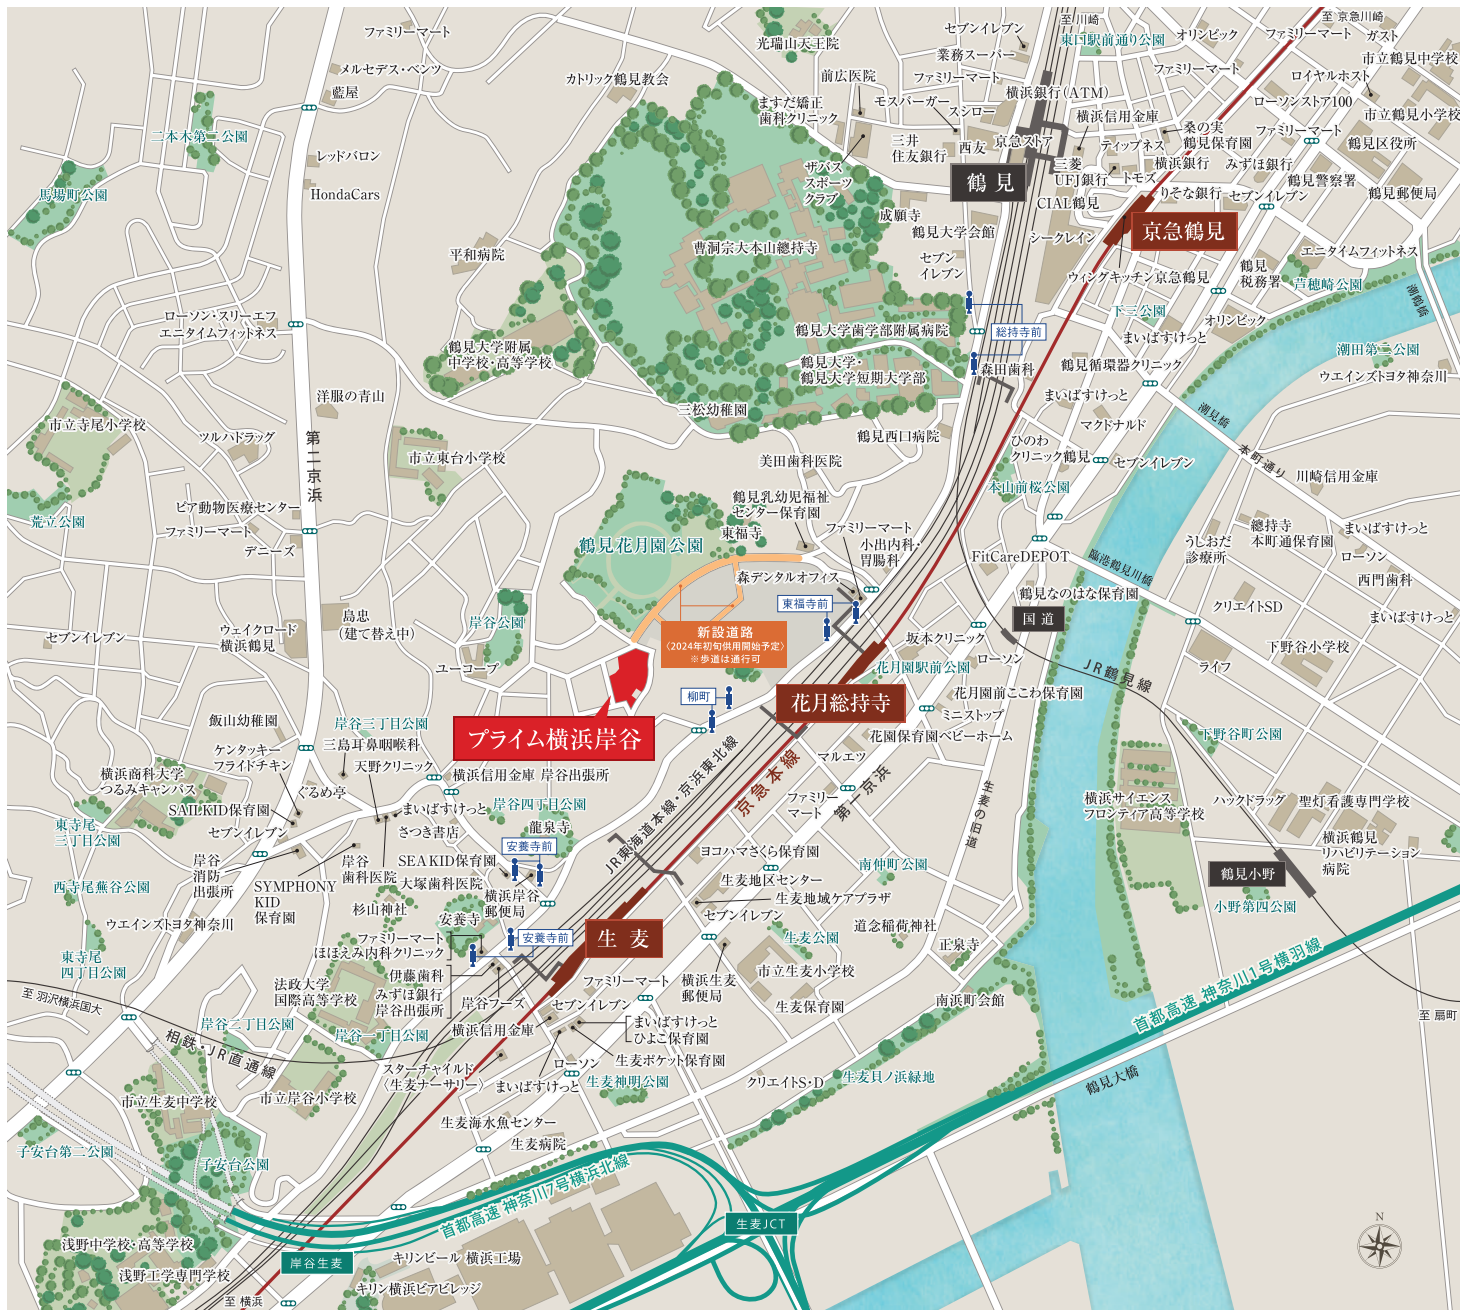 ファミリーマート
光瑞山天王院
セブンイレブン
至 川崎
至 京急川崎
東口駅前通り公園
オリンピック
ファミリーマート
ガスト
業務スーパー
市立鶴見中学校
メルセデス・ベンツ
カトリック鶴見教会
前広医院
ファミリーマート
ファミリーマート
ロイヤルホスト
藍屋
ますだ矯正
歯科クリニック
モスバーガー
スシロー
横浜銀行(ATM)
ローソンストア100
市立鶴見小学校
横浜信用金庫
二本木第二公園
三井
住友銀行
西友
京急ストア
桑の実
鶴見保育園
ファミリーマート
鶴見区役所
ティップネス
レッドバロン
ザバス
スポーツ
クラブ
三菱
UFJ銀行
横浜銀行
みずほ銀行
トモズ
鶴見警察署
鶴見
馬場町公園
HondaCars
りそな銀行
セブンイレブン
鶴見郵便局
CIAL鶴見
成願寺
鶴見大学会館
シークレイン
京急鶴見
曹洞宗大本山總持寺
平和病院
セブン
イレブン
エニタイムフィットネス
ウィングキッチン京急鶴見
鶴見
税務署
芦穂崎公園
潮鶴橋
ローソン・スリーエフ
エニタイムフィットネス
下三公園
オリンピック
総持寺前
鶴見大学歯学部附属病院
まいばすけっと
鶴見大学附属
中学校・高等学校
鶴見大学・
鶴見大学短期大学部
森田歯科
鶴見循環器クリニック
潮田第二公園
ウエインズトヨタ神奈川
洋服の青山
三松幼稚園
まいばすけっと
潮見橋
市立寺尾小学校
ツルハドラッグ
第二京浜
鶴見西口病院
ひのわ
クリニック鶴見
マクドナルド
セブンイレブン
本町通り
市立東台小学校
美田歯科医院
川崎信用金庫
本山前桜公園
ピア動物医療センター
荒立公園
鶴見乳幼児福祉
センター保育園
ファミリーマート
デニーズ
東福寺
ファミリーマート
小出内科・
胃腸科
總持寺
本町通保育園
まいばすけっと
鶴見花月園公園
うしおだ
診療所
ローソン
FitCareDEPOT
臨港鶴見川橋
森デンタルオフィス
西門歯科
鶴見なのはな保育園
東福寺前
クリエイトSD
まいばすけっと
島忠
(建て替え中)
国道
岸谷公園
新設道路
〈2024年初旬供用開始予定〉
※歩道は通行可
セブンイレブン
ウェイクロード
横浜鶴見
坂本クリニック
下野谷小学校
ローソン
ユーコープ
花月園駅前公園
JR鶴見線
ライフ
柳町
花月総持寺
花月園前ここわ保育園
ミニストップ
飯山幼稚園
岸谷三丁目公園
プライム横浜岸谷
花園保育園ベビーホーム
下野谷町公園
ケンタッキー
フライドチキン
三島耳鼻咽喉科
天野クリニック
横浜信用金庫 岸谷出張所
JR東海道本線・京浜東北線
京急本線
マルエツ
第一京浜
横浜商科大学
つるみキャンパス
ぐるめ亭
ファミリー
マート
生麦の旧道
横浜サイエンス
フロンティア高等学校
ハックドラッグ
聖灯看護専門学校
SAILKID保育園
まいばすけっと
岸谷四丁目公園
東寺尾
三丁目公園
セブンイレブン
さつき書店
龍泉寺
横浜鶴見
リハビリテーション
病院
岸谷
消防
出張所
岸谷
歯科医院
SEAKID保育園
安養寺前
ヨコハマさくら保育園
南仲町公園
鶴見小野
西寺尾蕪谷公園
SYMPHONY
KID
保育園
大塚歯科医院
生麦地区センター
横浜岸谷
郵便局
生麦地域ケアプラザ
小野第四公園
杉山神社
ウエインズトヨタ神奈川
安養寺
セブンイレブン
道念稲荷神社
ファミリーマート
ほほえみ内科クリニック
安養寺前
生麦
生麦公園
正泉寺
東寺尾
四丁目公園
法政大学
国際高等学校
伊藤歯科
みずほ銀行
岸谷出張所
ファミリーマート
横浜生麦
郵便局
市立生麦小学校
首都高速 神奈川1号横羽線
至 羽沢横浜国大
岸谷フーズ
セブンイレブン
生麦保育園
南浜町会館
至 扇町
岸谷二丁目公園
岸谷一丁目公園
横浜信用金庫
まいばすけっと
ひよこ保育園
相鉄・JR直通線
スターチャイルド
〈生麦ナーサリー〉
ローソン
生麦ポケット保育園
まいばすけっと
生麦神明公園
クリエイトS・D
生麦貝ノ浜緑地
鶴見大橋
市立生麦中学校
市立岸谷小学校
生麦海水魚センター
生麦病院
子安台第二公園
子安台公園
首都高速 神奈川7号横浜北線
生麦JCT
浅野中学校・高等学校
岸谷生麦
キリンビール 横浜工場
浅野工学専門学校
キリン横浜ビアビレッジ
至 横浜
N